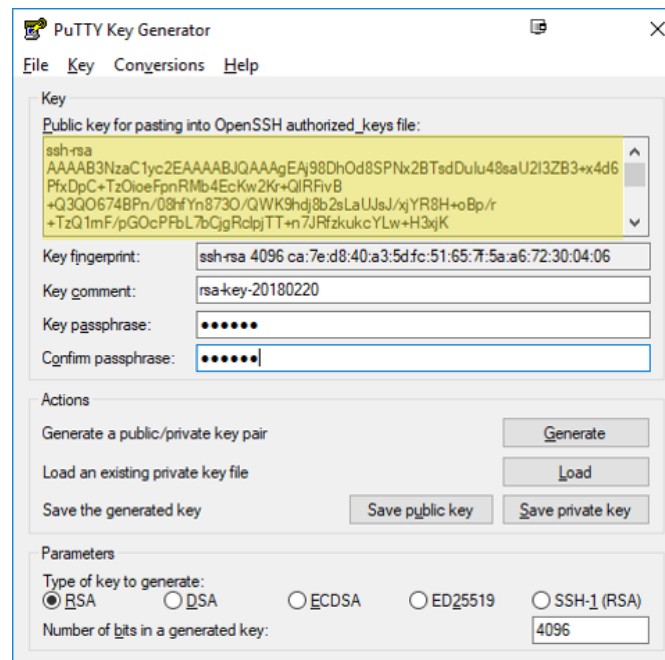 PuTTY Key Generator
File Key Conversions Help
Key
Public key for pasting into OpenSSH authorized_keys file:
ssh-rsa
AAAAB3NzaC1yc2EAAAABJQAAAgEAj98DhOd8SPNx2BTsdDulu48saU2I3ZB3+x4d6
PfxDpC+TzOioeFpnRMb4EcKw2Kr+QIRFivB
+Q3QO674BPn/08hfYn873O/QWK9hdj8b2sLaUJsJ/xjYR8H+oBp/r
+TzQ1mF/pGOcPFbL7bCjgRclpjTT+n7JRfzkukcYLw+H3xjK
Key fingerprint: ssh-rsa 4096 ca:7e:d8:40:a3:5d:fc:51:65:7f:5a:a6:72:30:04:06
Key comment: rsa-key-20180220
Key passphrase: ●●●●●●
Confirm passphrase: ●●●●●●
Actions
Generate a public/private key pair Generate
Load an existing private key file Load
Save the generated key Save public key Save private key
Parameters
Type of key to generate:
RSA DSA ECDSA ED25519 SSH-1 (RSA)
Number of bits in a generated key: 4096